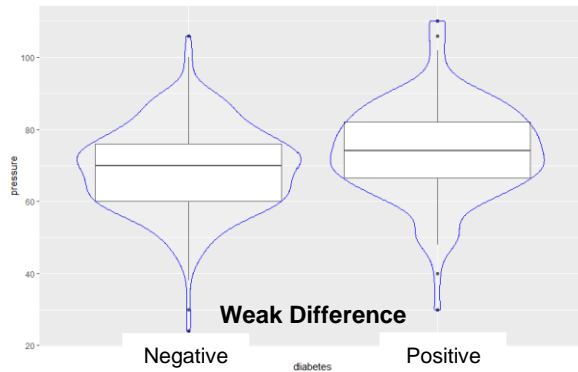 100
80
60
40
20
pressure
Weak Difference
Negative Positive
diabetes